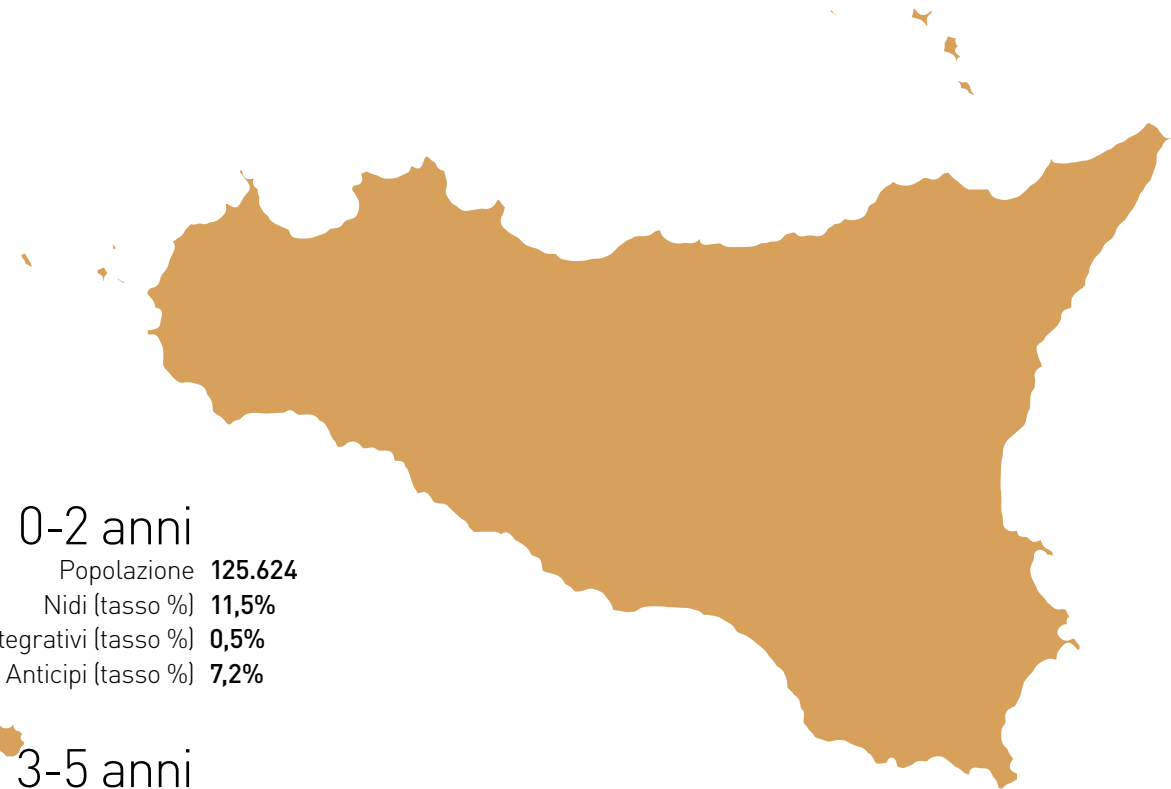 0-2 anni
Popolazione 125.624
Nidi (tasso %) 11,5%
tegrativi (tasso %) 0,5%
Anticipi (tasso %) 7,2%
3-5 anni